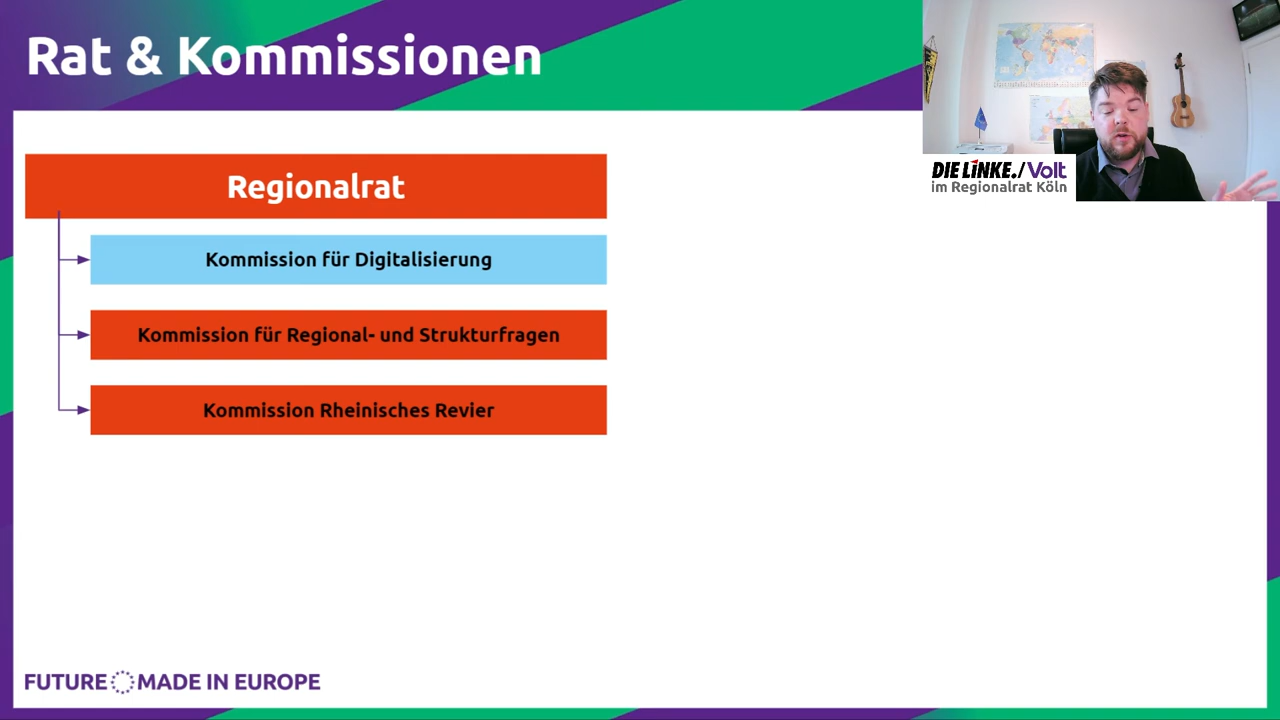 Rat & Kommissionen
DIE LINKE./Volt
im Regionalrat Köln
Regionalrat
Kommission für Digitalisierung
Kommission für Regional- und Strukturfragen
Kommission Rheinisches Revier
FUTURE MADE IN EUROPE